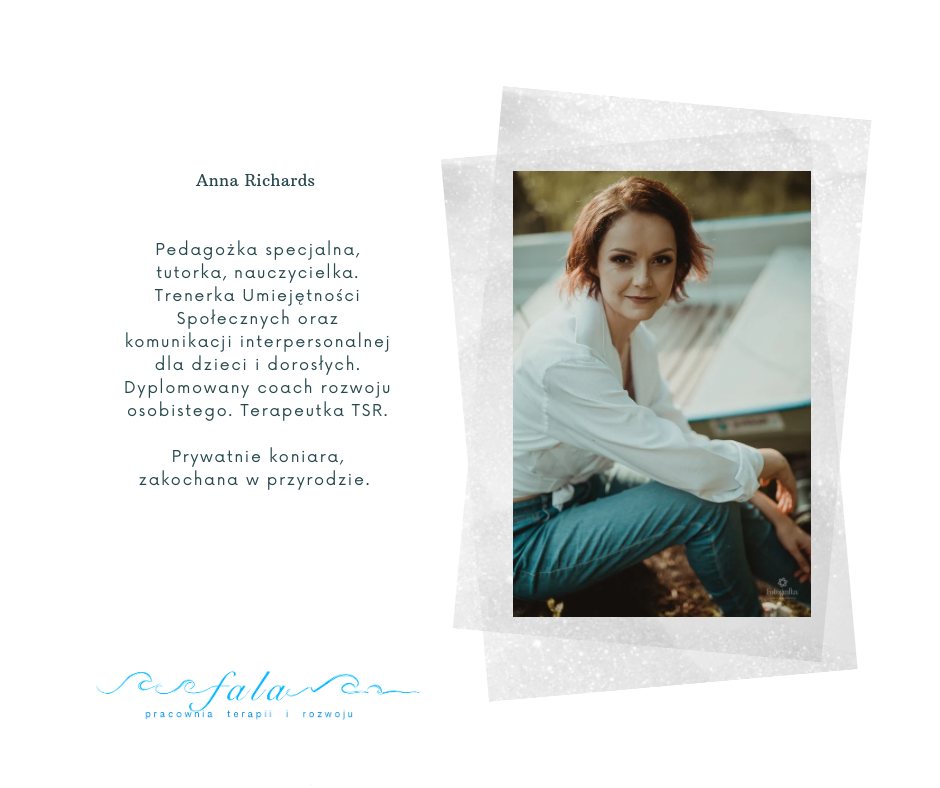 Anna Richards
Pedagożka specjalna,
tutorka, nauczycielka.
Trenerka Umiejętności
Społecznych oraz
komunikacji interpersonalnej
dla dzieci i dorosłych.
Dyplomowany coach rozwoju
osobistego. Terapeutka TSR.
Prywatnie koniara,
zakochana w przyrodzie.
fala
pracownia terapii i rozwoju